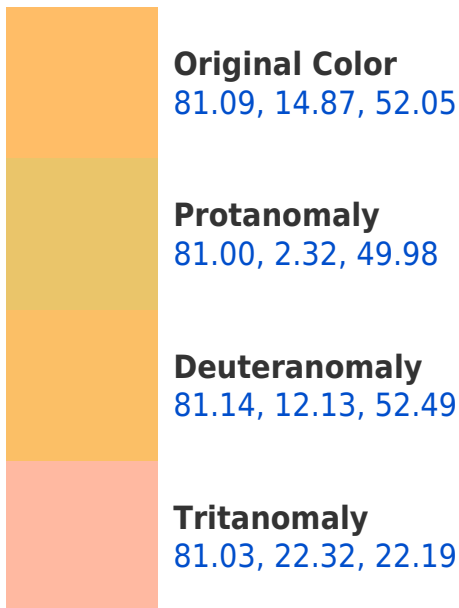 Original Color
81.09, 14.87, 52.05
Protanomaly
81.00, 2.32, 49.98
Deuteranomaly
81.14, 12.13, 52.49
Tritanomaly
81.03, 22.32, 22.19